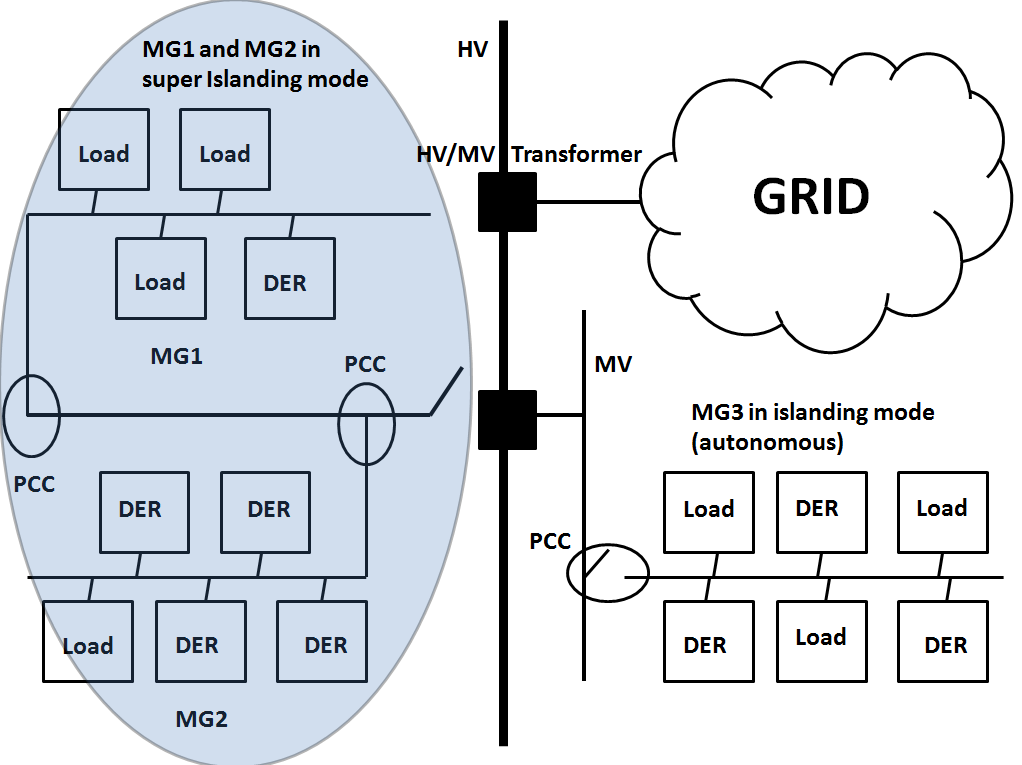 MG1 and MG2 in
super Islanding mode
HV
Load
Load
HV/MV
Transformer
GRID
Load
DER
MG1
PCC
MV
MG3 in islanding mode
(autonomous)
PCC
DER
DER
Load
DER
Load
PCC
Load
DER
DER
DER
Load
DER
MG2